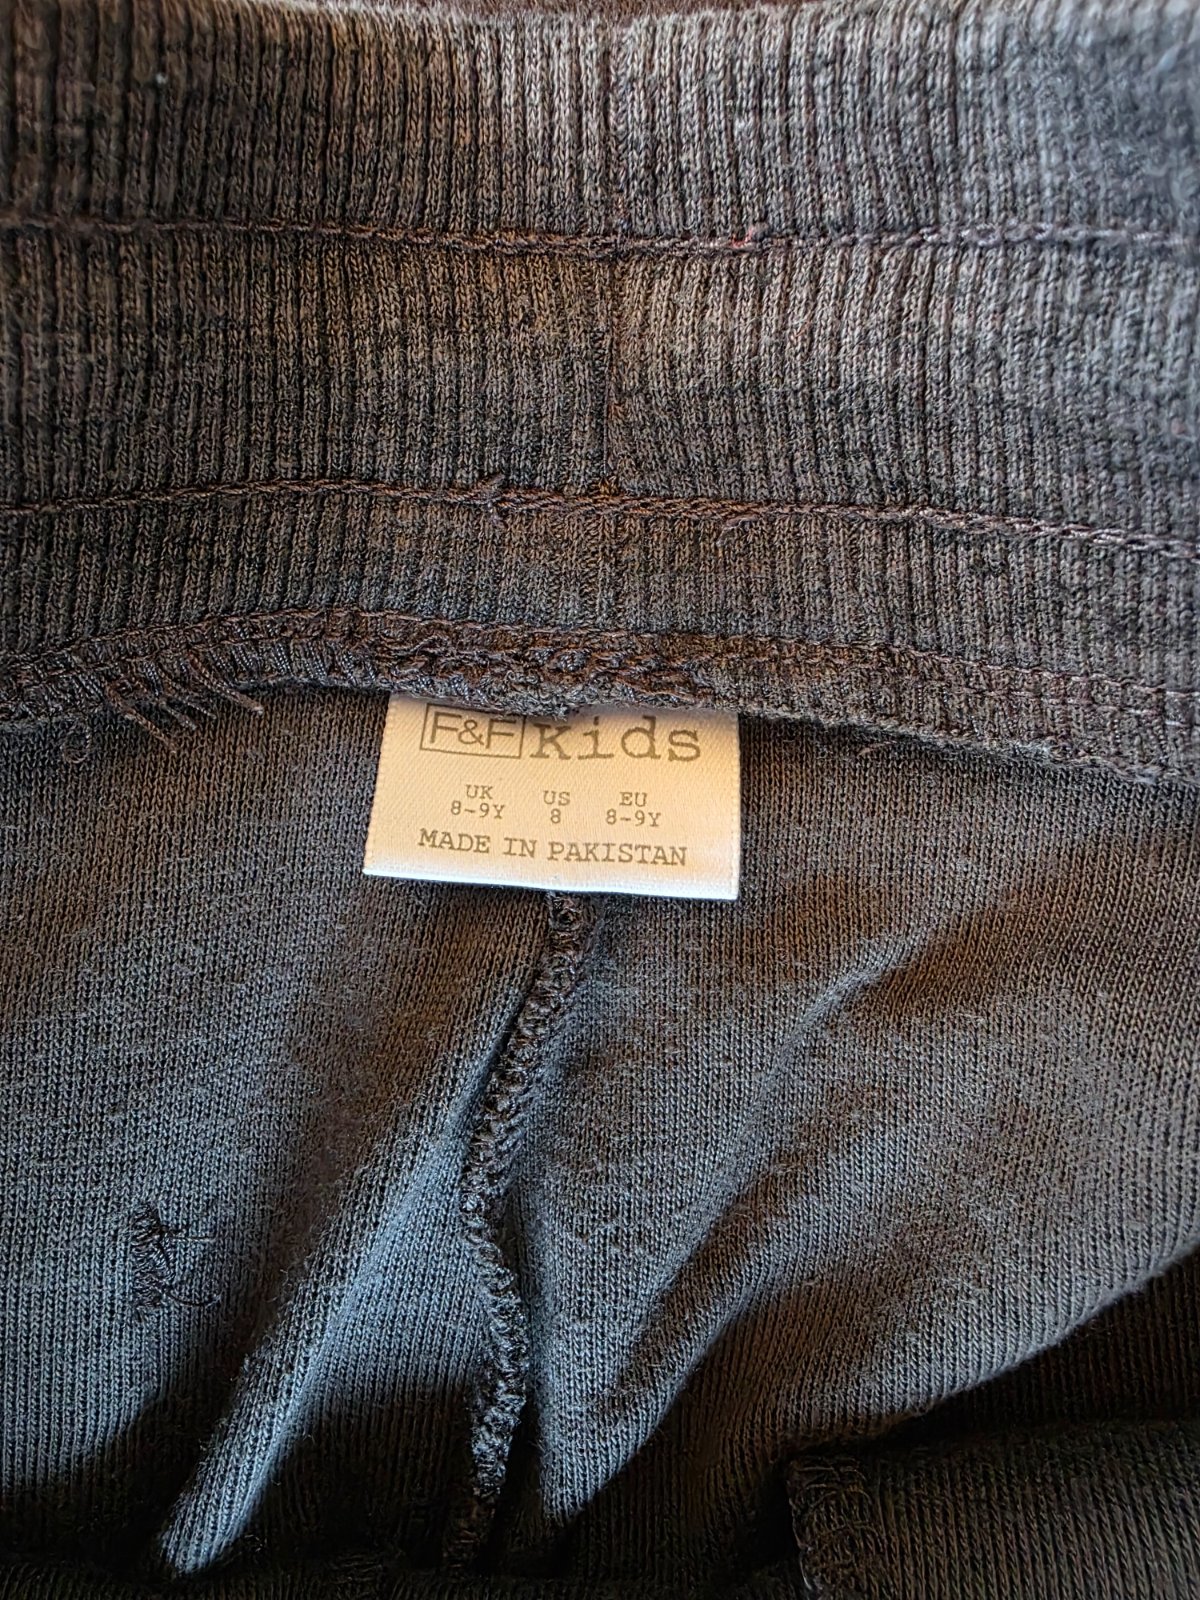 F&F kids
UK US EU
8-9Y 8 8-9Y
MADE IN PAKISTAN